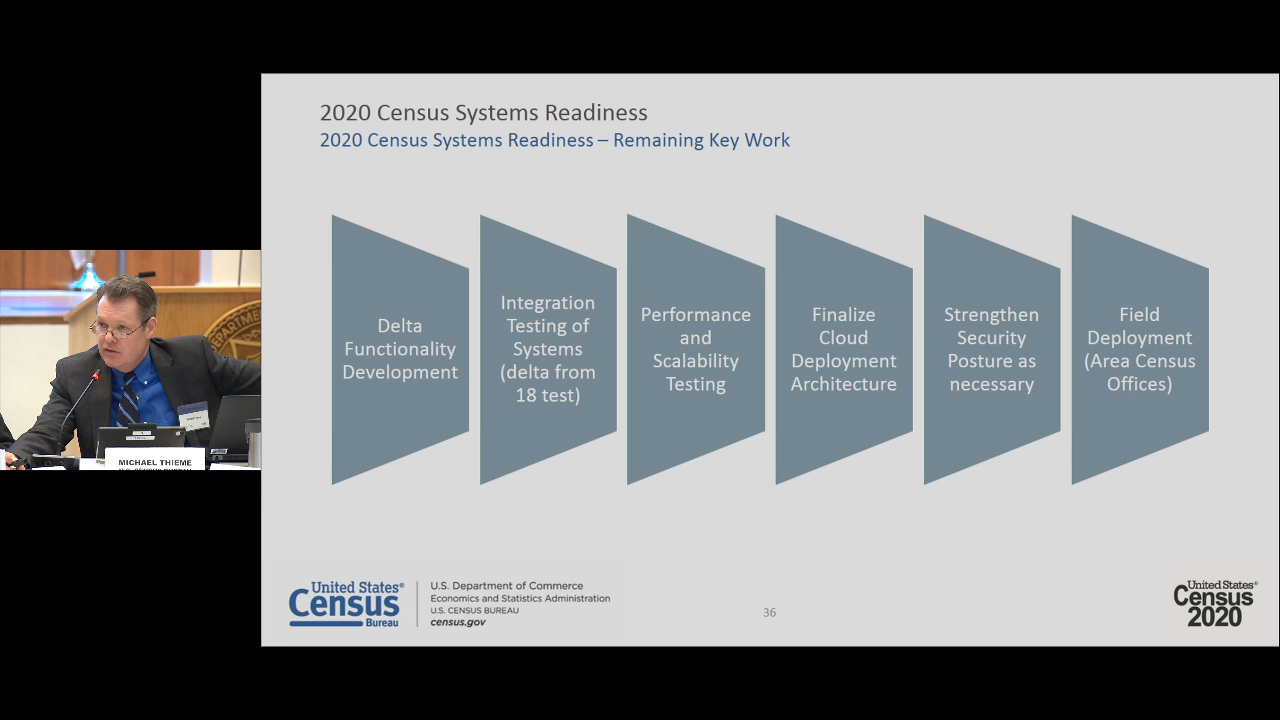 2020 Census Systems Readiness
2020 Census Systems Readiness – Remaining Key Work
Delta
Functionality
Development
Integration
Testing of
Systems
(delta from
18 test)
Performance
and
Scalability
Testing
Finalize
Cloud
Deployment
Architecture
Strengthen
Security
Posture as
necessary
Field
Deployment
(Area Census
Offices)
DEPARTMENT
MICHAEL THIEME
U.S. CENSUS BUREAU
United States®
Census
Bureau
U.S. Department of Commerce
Economics and Statistics Administration
U.S. CENSUS BUREAU
census.gov
36
United States®
Census
2020